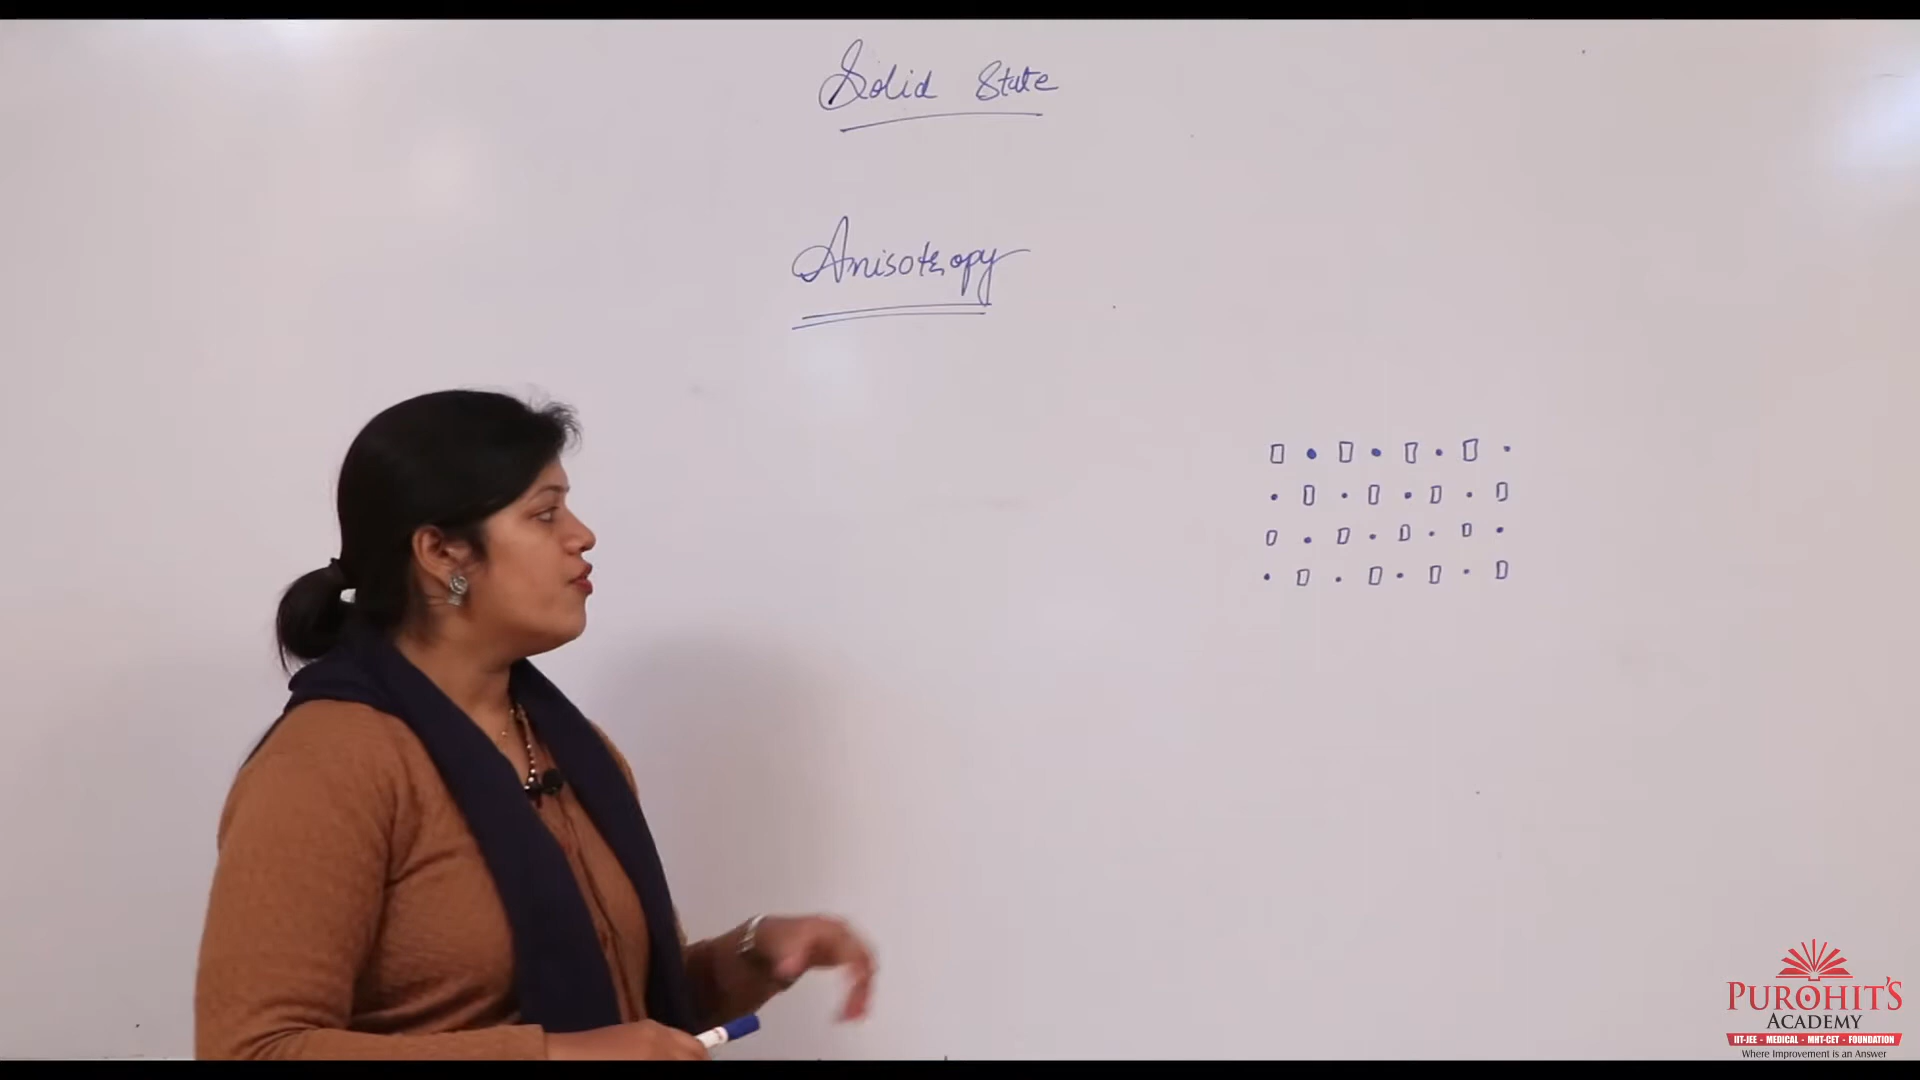 Solid State
Anisotropy
PUROHIT'S
ACADEMY
IIT-JEE - MEDICAL - MHT-CET - FOUNDATION
Where Improvement is an Answer